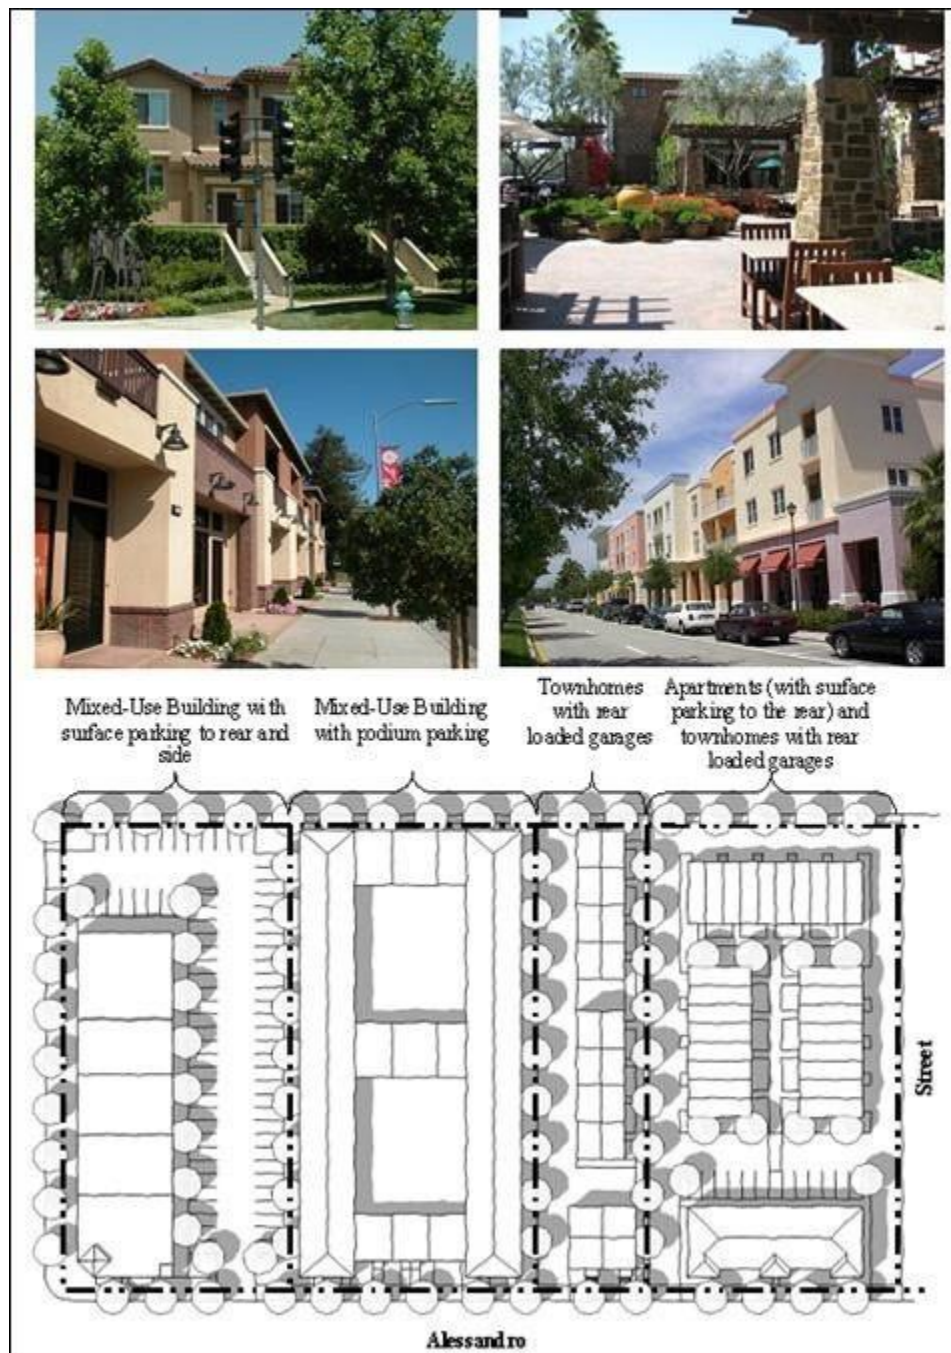 Mixed-Use Building with
surface parking to rear and
side
Mixed-Use Building
with podium parking
Townhomes
with rear
loaded garages
Apartments (with surface
parking to the rear) and
townhomes with rear
loaded garages
Street
Alessandro